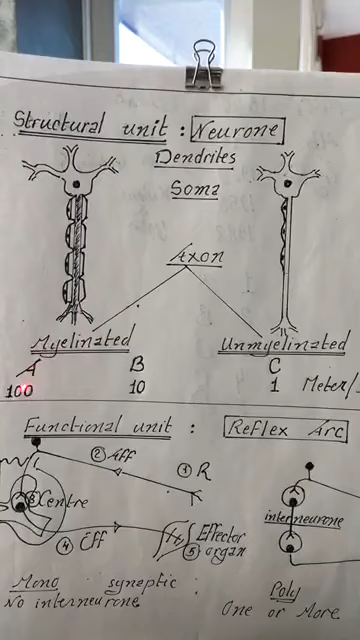 Structural unit : Neurone
Dendrites
Soma
Axon
Myelinated
Unmyelinated
A B C
100 10 1 Meter/
Functional unit : Reflex Arc
② Aff
① R
③ Centre
interneurone
④ Eff
Effector
⑤ organ
Mono synaptic :
No interneurone
Poly
One or More